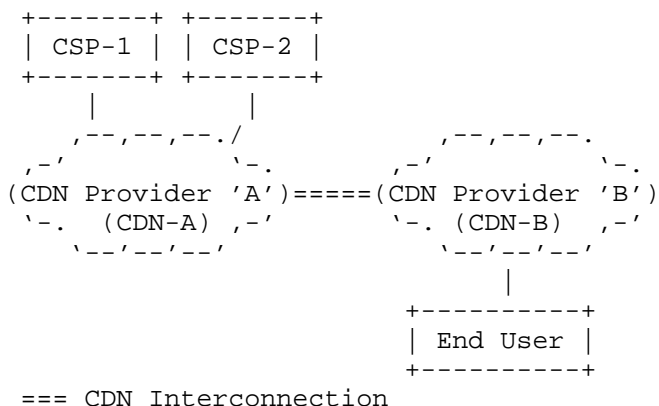 CSP-1 CSP-2
(CDN Provider 'A')=====(CDN Provider 'B')
(CDN-A) (CDN-B)
End User
=== CDN Interconnection